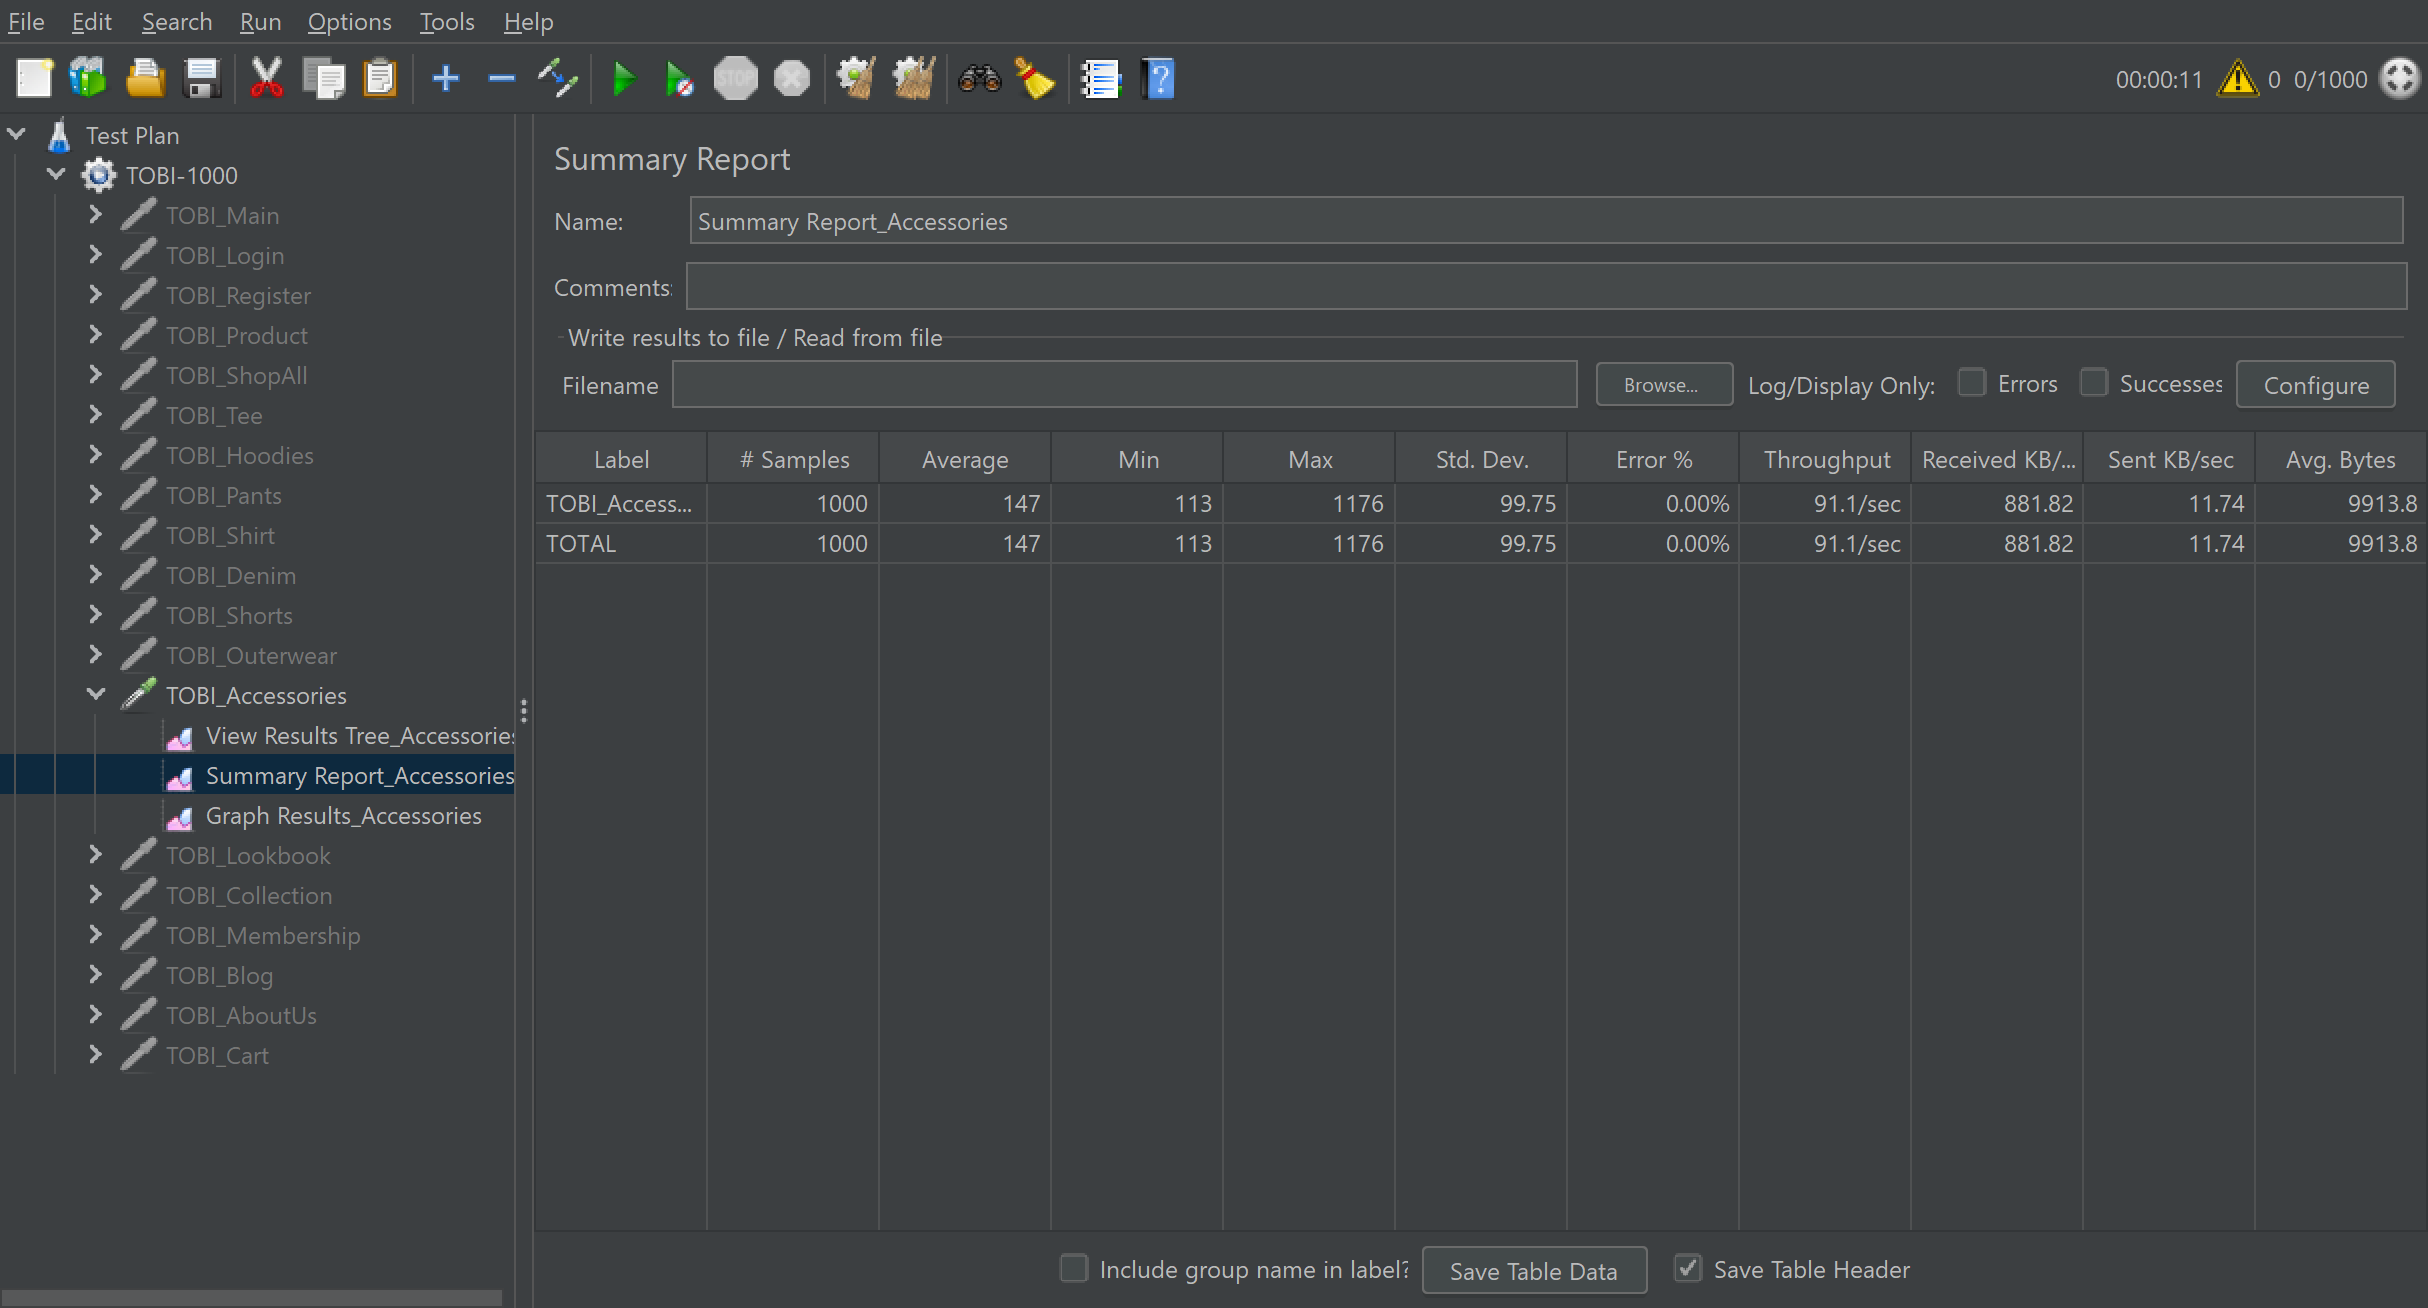 File Edit Search Run Options Tools Help
STOP
00:00:11 0 0/1000
Test Plan
TOBI-1000
TOBI_Main
TOBI_Login
TOBI_Register
TOBI_Product
TOBI_ShopAll
TOBI_Tee
TOBI_Hoodies
TOBI_Pants
TOBI_Shirt
TOBI_Denim
TOBI_Shorts
TOBI_Outerwear
TOBI_Accessories
View Results Tree_Accessories
Summary Report_Accessories
Graph Results_Accessories
TOBI_Lookbook
TOBI_Collection
TOBI_Membership
TOBI_Blog
TOBI_AboutUs
TOBI_Cart
Summary Report
Name: Summary Report_Accessories
Comments:
Write results to file / Read from file
Filename Browse... Log/Display Only: Errors Successes Configure
Label # Samples Average Min Max Std. Dev. Error % Throughput Received KB/... Sent KB/sec Avg. Bytes
TOBI_Access... 1000 147 113 1176 99.75 0.00% 91.1/sec 881.82 11.74 9913.8
TOTAL 1000 147 113 1176 99.75 0.00% 91.1/sec 881.82 11.74 9913.8
Include group name in label? Save Table Data Save Table Header